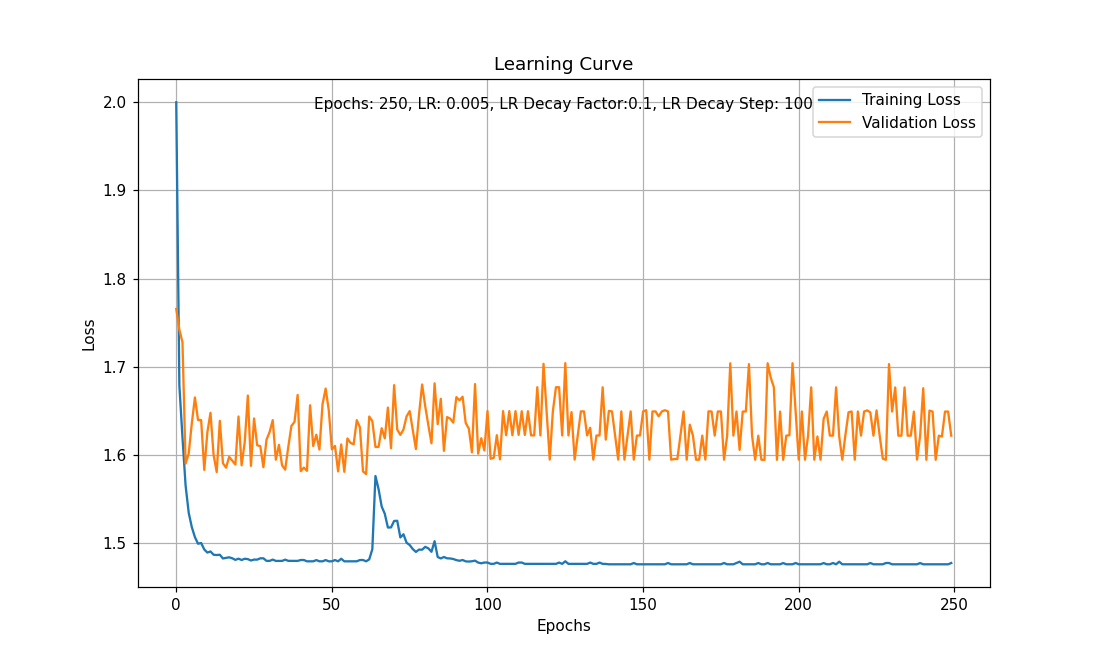 Learning Curve
Epochs: 250, LR: 0.005, LR Decay Factor:0.1, LR Decay Step: 100
Training Loss
Validation Loss
Loss
2.0
1.9
1.8
1.7
1.6
1.5
0 50 100 150 200 250
Epochs